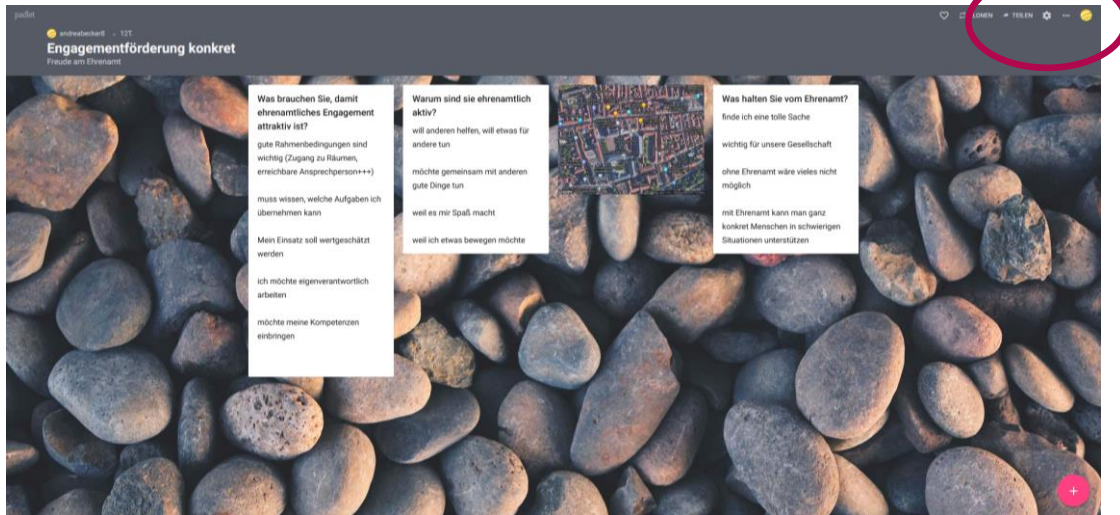 padlet
andreabeckarß • 12T.
Engagementförderung konkret
Freude am Ehrenamt
LONEN
TEILEN
Was brauchen Sie, damit
ehrenamtliches Engagement
attraktiv ist?
gute Rahmenbedingungen sind
wichtig (Zugang zu Räumen,
erreichbare Ansprechperson+++)
muss wissen, welche Aufgaben ich
übernehmen kann
Mein Einsatz soll wertgeschätzt
werden
ich möchte eigenverantwortlich
arbeiten
möchte meine Kompetenzen
einbringen
Warum sind sie ehrenamtlich
aktiv?
will anderen helfen, will etwas für
andere tun
möchte gemeinsam mit anderen
gute Dinge tun
weil es mir Spaß macht
weil ich etwas bewegen möchte
Was halten Sie vom Ehrenamt?
finde ich eine tolle Sache
wichtig für unsere Gesellschaft
ohne Ehrenamt wäre vieles nicht
möglich
mit Ehrenamt kann man ganz
konkret Menschen in schwierigen
Situationen unterstützen